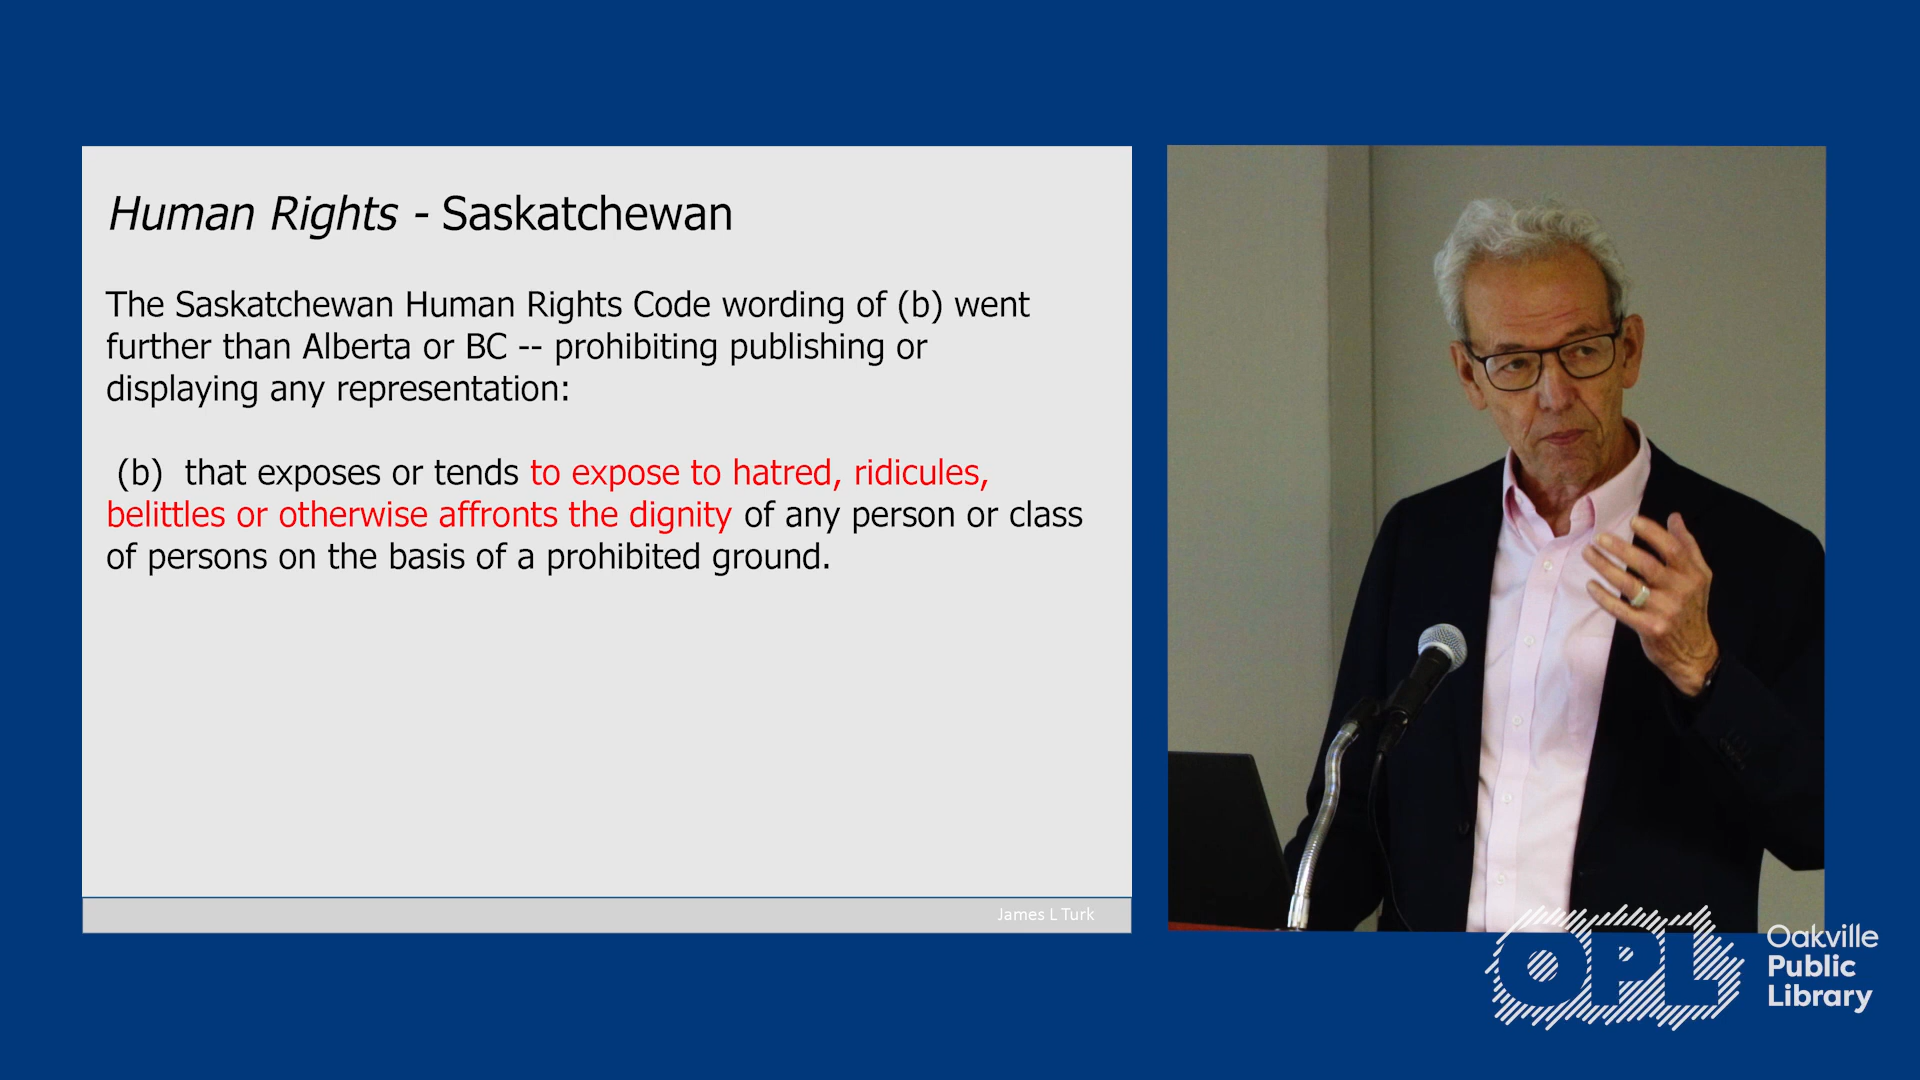 Human Rights - Saskatchewan
The Saskatchewan Human Rights Code wording of (b) went
further than Alberta or BC -- prohibiting publishing or
displaying any representation:
(b) that exposes or tends to expose to hatred, ridicules,
belittles or otherwise affronts the dignity of any person or class
of persons on the basis of a prohibited ground.
James L Turk
OPL
Oakville
Public
Library